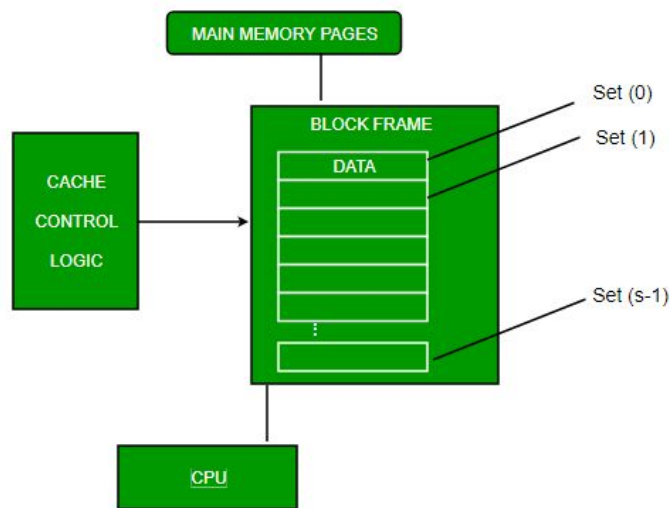 MAIN MEMORY PAGES
Set (0)
BLOCK FRAME
Set (1)
DATA
CACHE
CONTROL
LOGIC
Set (s-1)
CPU